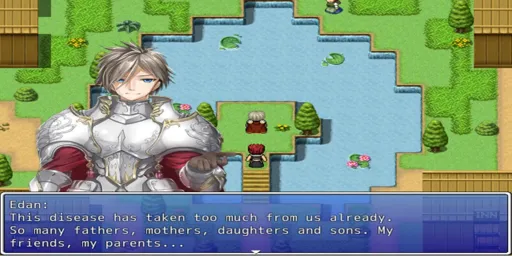 Edan:
This disease has taken too much from us already.
So many fathers, mothers, daughters and sons. My
friends, my parents...